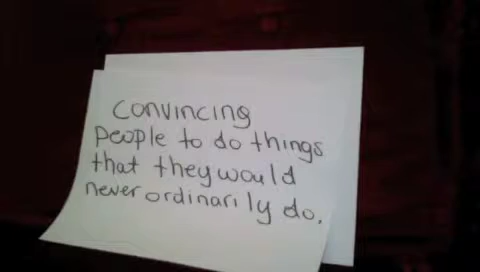 Convincing
people to do things
that they would
never ordinarily do.